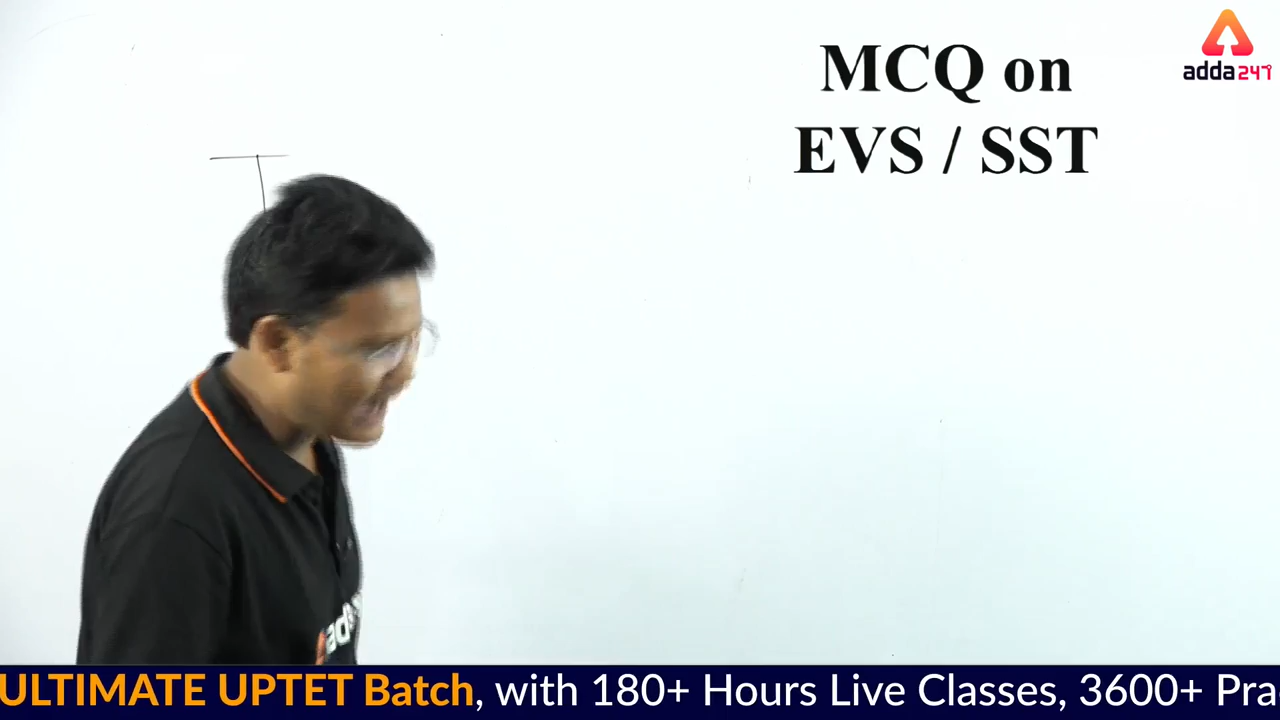 MCQ on
EVS / SST
adda247
ULTIMATE UPTET Batch, with 180+ Hours Live Classes, 3600+ Pra